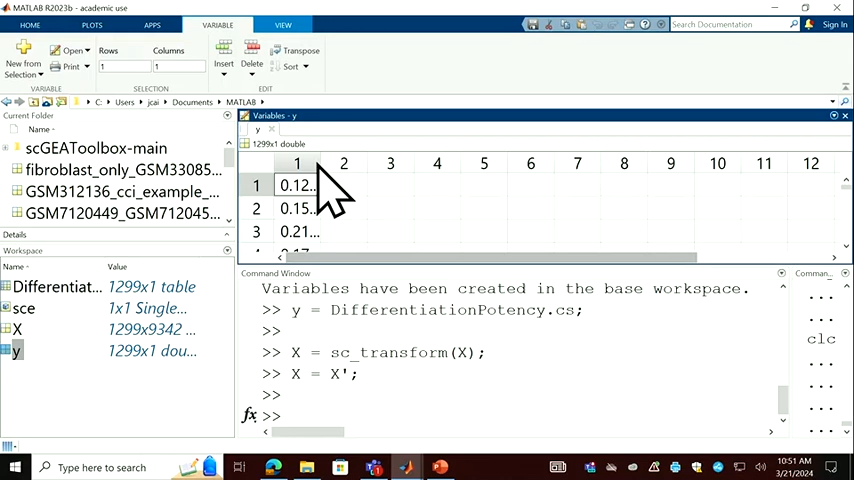 MATLAB R2023b - academic use
HOME PLOTS APPS VARIABLE VIEW Search Documentation Sign In
New from Selection Open Print Rows Columns 1 1 Insert Delete Transpose Sort
VARIABLE SELECTION EDIT
C: Users jcai Documents MATLAB
Current Folder
Name
scGEAToolbox-main
fibroblast_only_GSM33085...
GSM312136_cci_example_...
GSM7120449_GSM712045...
Details
Workspace
Name Value
Differentiat... 1299x1 table
sce 1x1 Single...
X 1299x9342 ...
y 1299x1 dou...
Variables - y
y
1299x1 double
1 2 3 4 5 6 7 8 9 10 11 12
1 0.12...
2 0.15...
3 0.21...
4 0.17...
Command Window
Variables have been created in the base workspace.
>> y = DifferentiationPotency.cs;
>>
>> X = sc_transform(X);
>> X = X';
>>
fx >>
Comman...
...
...
clc
...
...
...
...
Type here to search
10:51 AM
3/21/2024